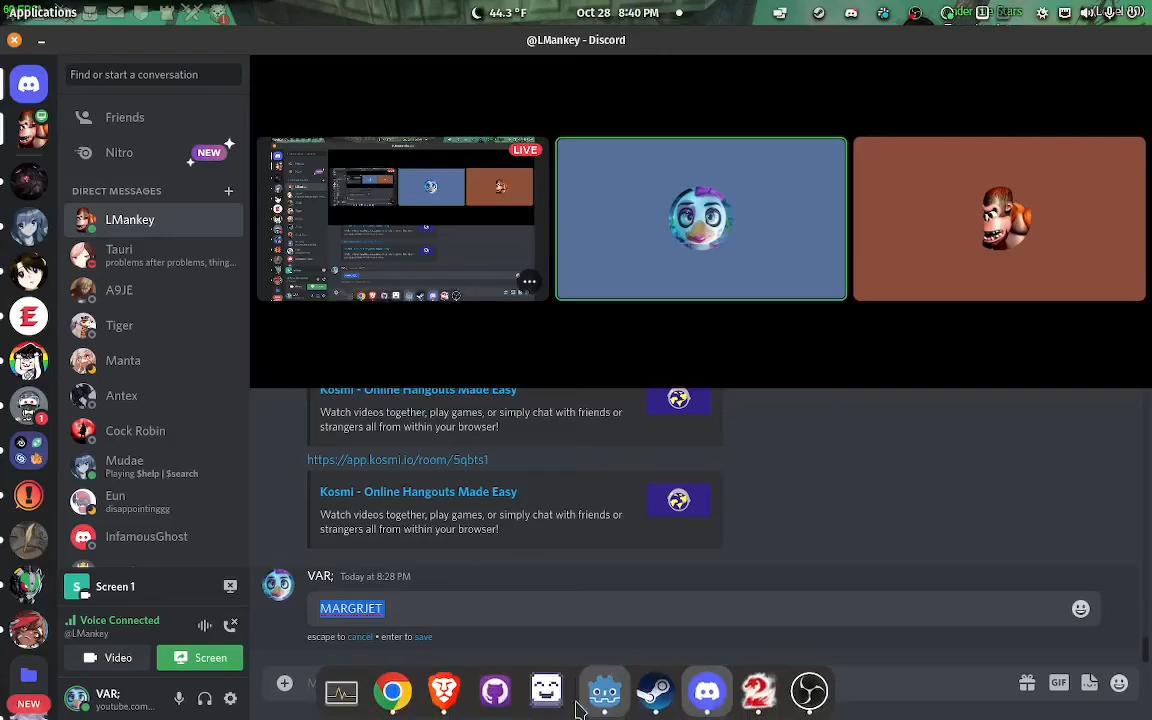 Applications
44.3 °F
Oct 28 8:40 PM
@LMankey - Discord
Find or start a conversation
Friends
Nitro
NEW
DIRECT MESSAGES
LMankey
Tauri
problems after problems, thing...
A9JE
Tiger
Manta
Antex
Cock Robin
Mudae
Playing $help | $search
Eun
disappointinggg
InfamousGhost
Screen 1
Voice Connected
@LMankey
Video
Screen
VAR;
youtube.com...
NEW
1
LIVE
Kosmi - Online Hangouts Made Easy
Watch videos together, play games, or simply chat with friends or
strangers all from within your browser!
https://app.kosmi.io/room/5qbts1
Kosmi - Online Hangouts Made Easy
Watch videos together, play games, or simply chat with friends or
strangers all from within your browser!
VAR; Today at 8:28 PM
MARGRJET
escape to cancel • enter to save
GIF